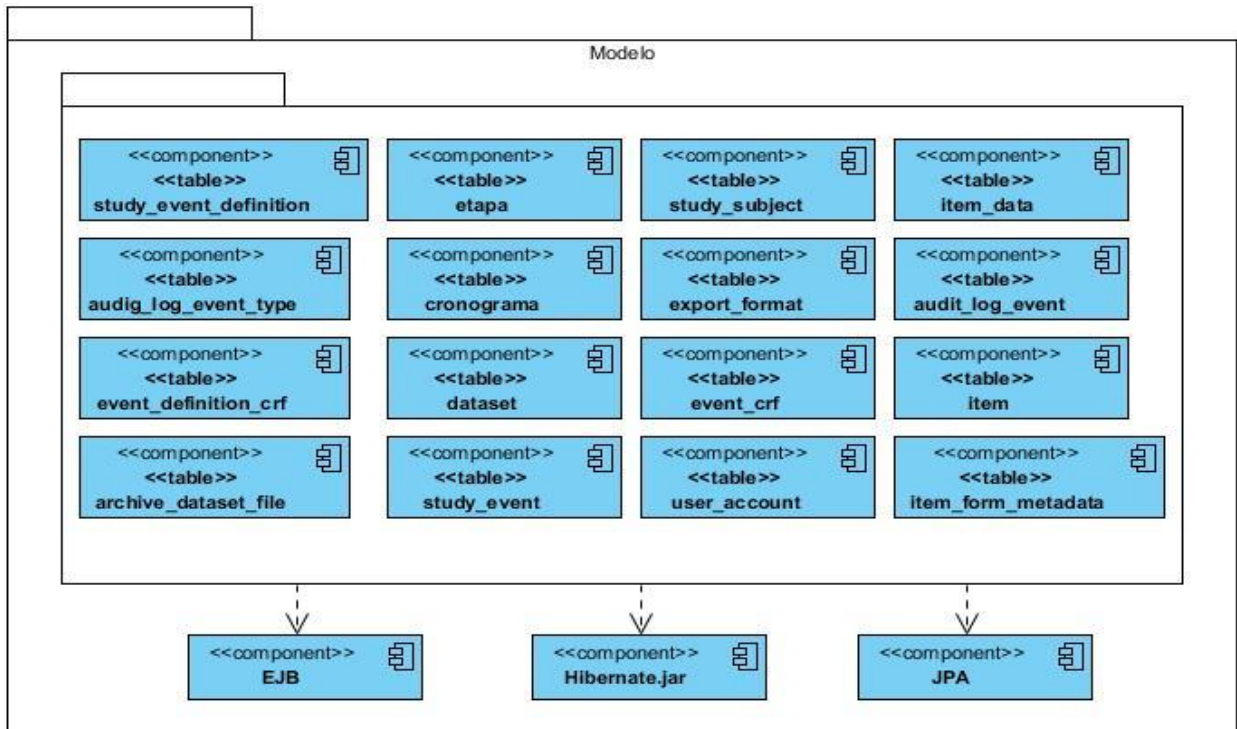 Modelo
<<component>>
<<table>>
study_event_definition
<<component>>
<<table>>
etapa
<<component>>
<<table>>
study_subject
<<component>>
<<table>>
item_data
<<component>>
<<table>>
audig_log_event_type
<<component>>
<<table>>
cronograma
<<component>>
<<table>>
export_format
<<component>>
<<table>>
audit_log_event
<<component>>
<<table>>
event_definition_crf
<<component>>
<<table>>
dataset
<<component>>
<<table>>
event_crf
<<component>>
<<table>>
item
<<component>>
<<table>>
archive_dataset_file
<<component>>
<<table>>
study_event
<<component>>
<<table>>
user_account
<<component>>
<<table>>
item_form_metadata
<<component>>
EJB
<<component>>
Hibernate.jar
<<component>>
JPA